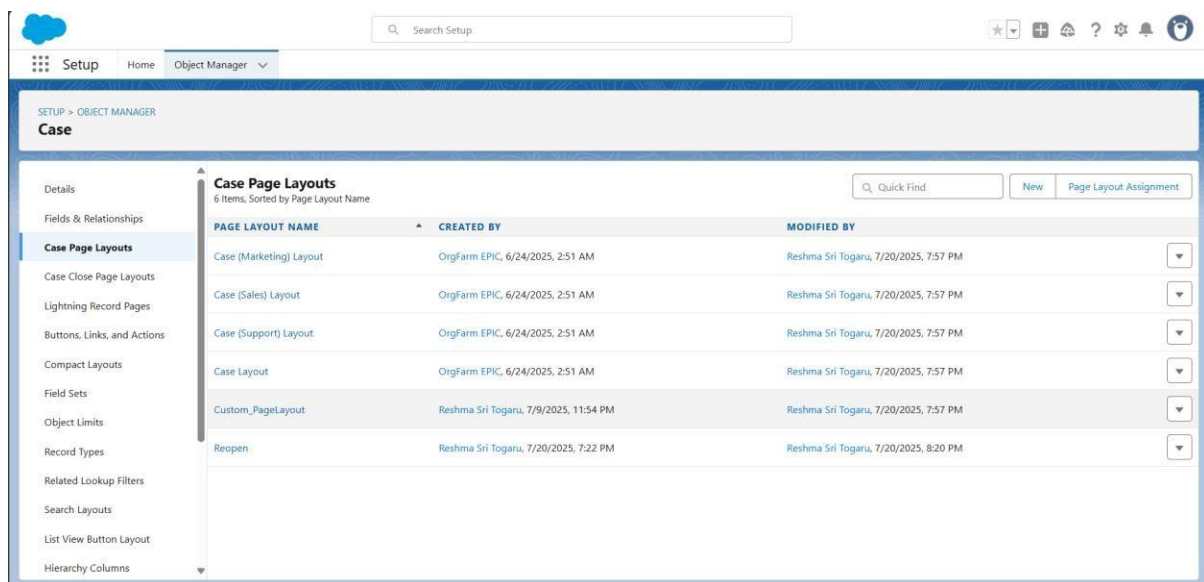 Search Setup
Setup
Home
Object Manager
SETUP > OBJECT MANAGER
Case
Details
Fields & Relationships
Case Page Layouts
Case Close Page Layouts
Lightning Record Pages
Buttons, Links, and Actions
Compact Layouts
Field Sets
Object Limits
Record Types
Related Lookup Filters
Search Layouts
List View Button Layout
Hierarchy Columns
Case Page Layouts
6 Items, Sorted by Page Layout Name
Quick Find
New
Page Layout Assignment
PAGE LAYOUT NAME CREATED BY MODIFIED BY
Case (Marketing) Layout OrgFarm EPIC, 6/24/2025, 2:51 AM Reshma Sri Togaru, 7/20/2025, 7:57 PM
Case (Sales) Layout OrgFarm EPIC, 6/24/2025, 2:51 AM Reshma Sri Togaru, 7/20/2025, 7:57 PM
Case (Support) Layout OrgFarm EPIC, 6/24/2025, 2:51 AM Reshma Sri Togaru, 7/20/2025, 7:57 PM
Case Layout OrgFarm EPIC, 6/24/2025, 2:51 AM Reshma Sri Togaru, 7/20/2025, 7:57 PM
Custom_PageLayout Reshma Sri Togaru, 7/9/2025, 11:54 PM Reshma Sri Togaru, 7/20/2025, 7:57 PM
Reopen Reshma Sri Togaru, 7/20/2025, 7:22 PM Reshma Sri Togaru, 7/20/2025, 8:20 PM